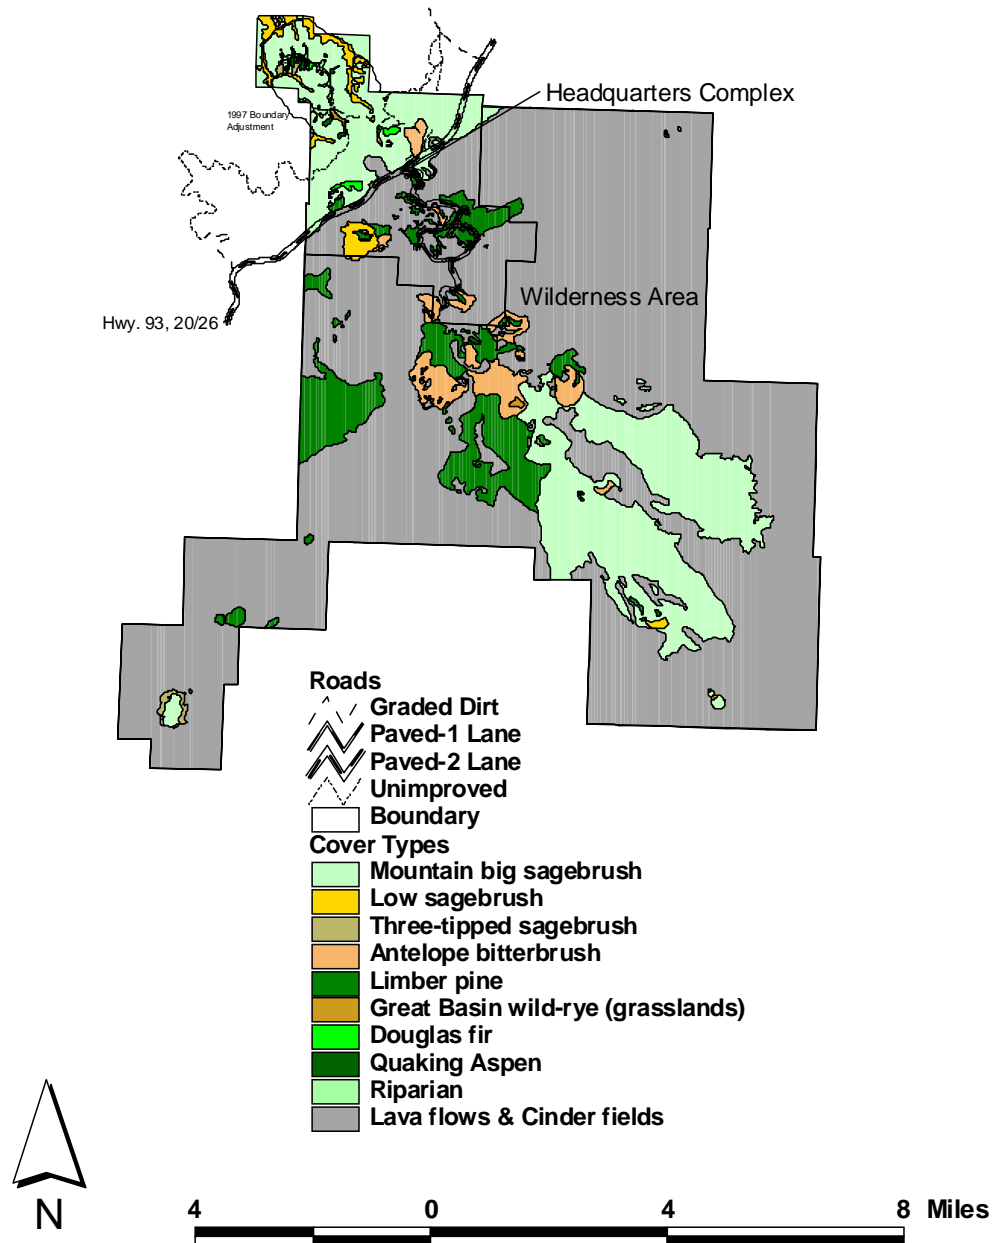 Headquarters Complex
1997 Boundary
Adjustment
Wilderness Area
Hwy. 93, 20/26
Roads
Graded Dirt
Paved-1 Lane
Paved-2 Lane
Unimproved
Boundary
Cover Types
Mountain big sagebrush
Low sagebrush
Three-tipped sagebrush
Antelope bitterbrush
Limber pine
Great Basin wild-rye (grasslands)
Douglas fir
Quaking Aspen
Riparian
Lava flows & Cinder fields
N
4 0 4 8 Miles